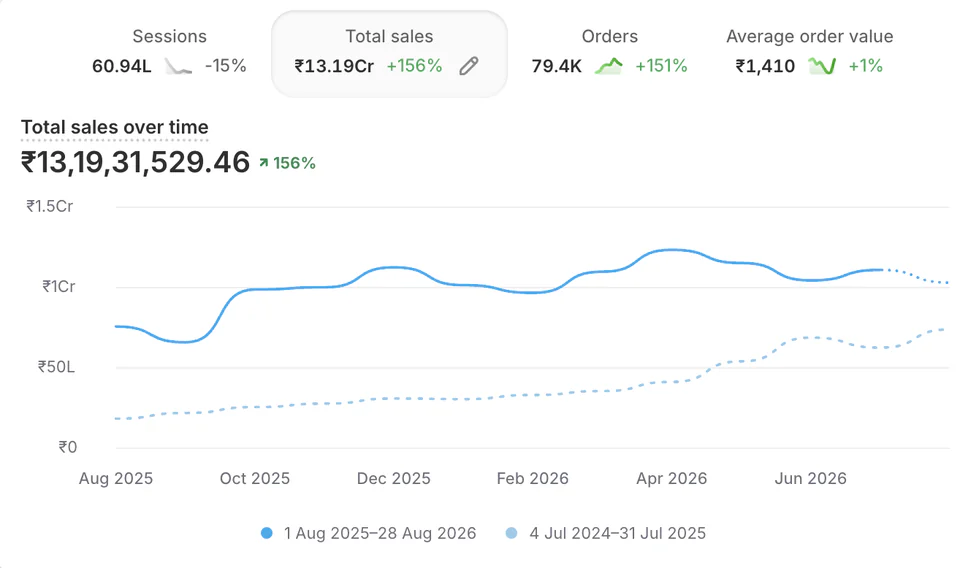 Sessions
60.94L -15%
Total sales
₹13.19Cr +156%
Orders
79.4K +151%
Average order value
₹1,410 +1%
Total sales over time
₹13,19,31,529.46 156%
₹1.5Cr
₹1Cr
₹50L
₹0
Aug 2025 Oct 2025 Dec 2025 Feb 2026 Apr 2026 Jun 2026
1 Aug 2025–28 Aug 2026 4 Jul 2024–31 Jul 2025